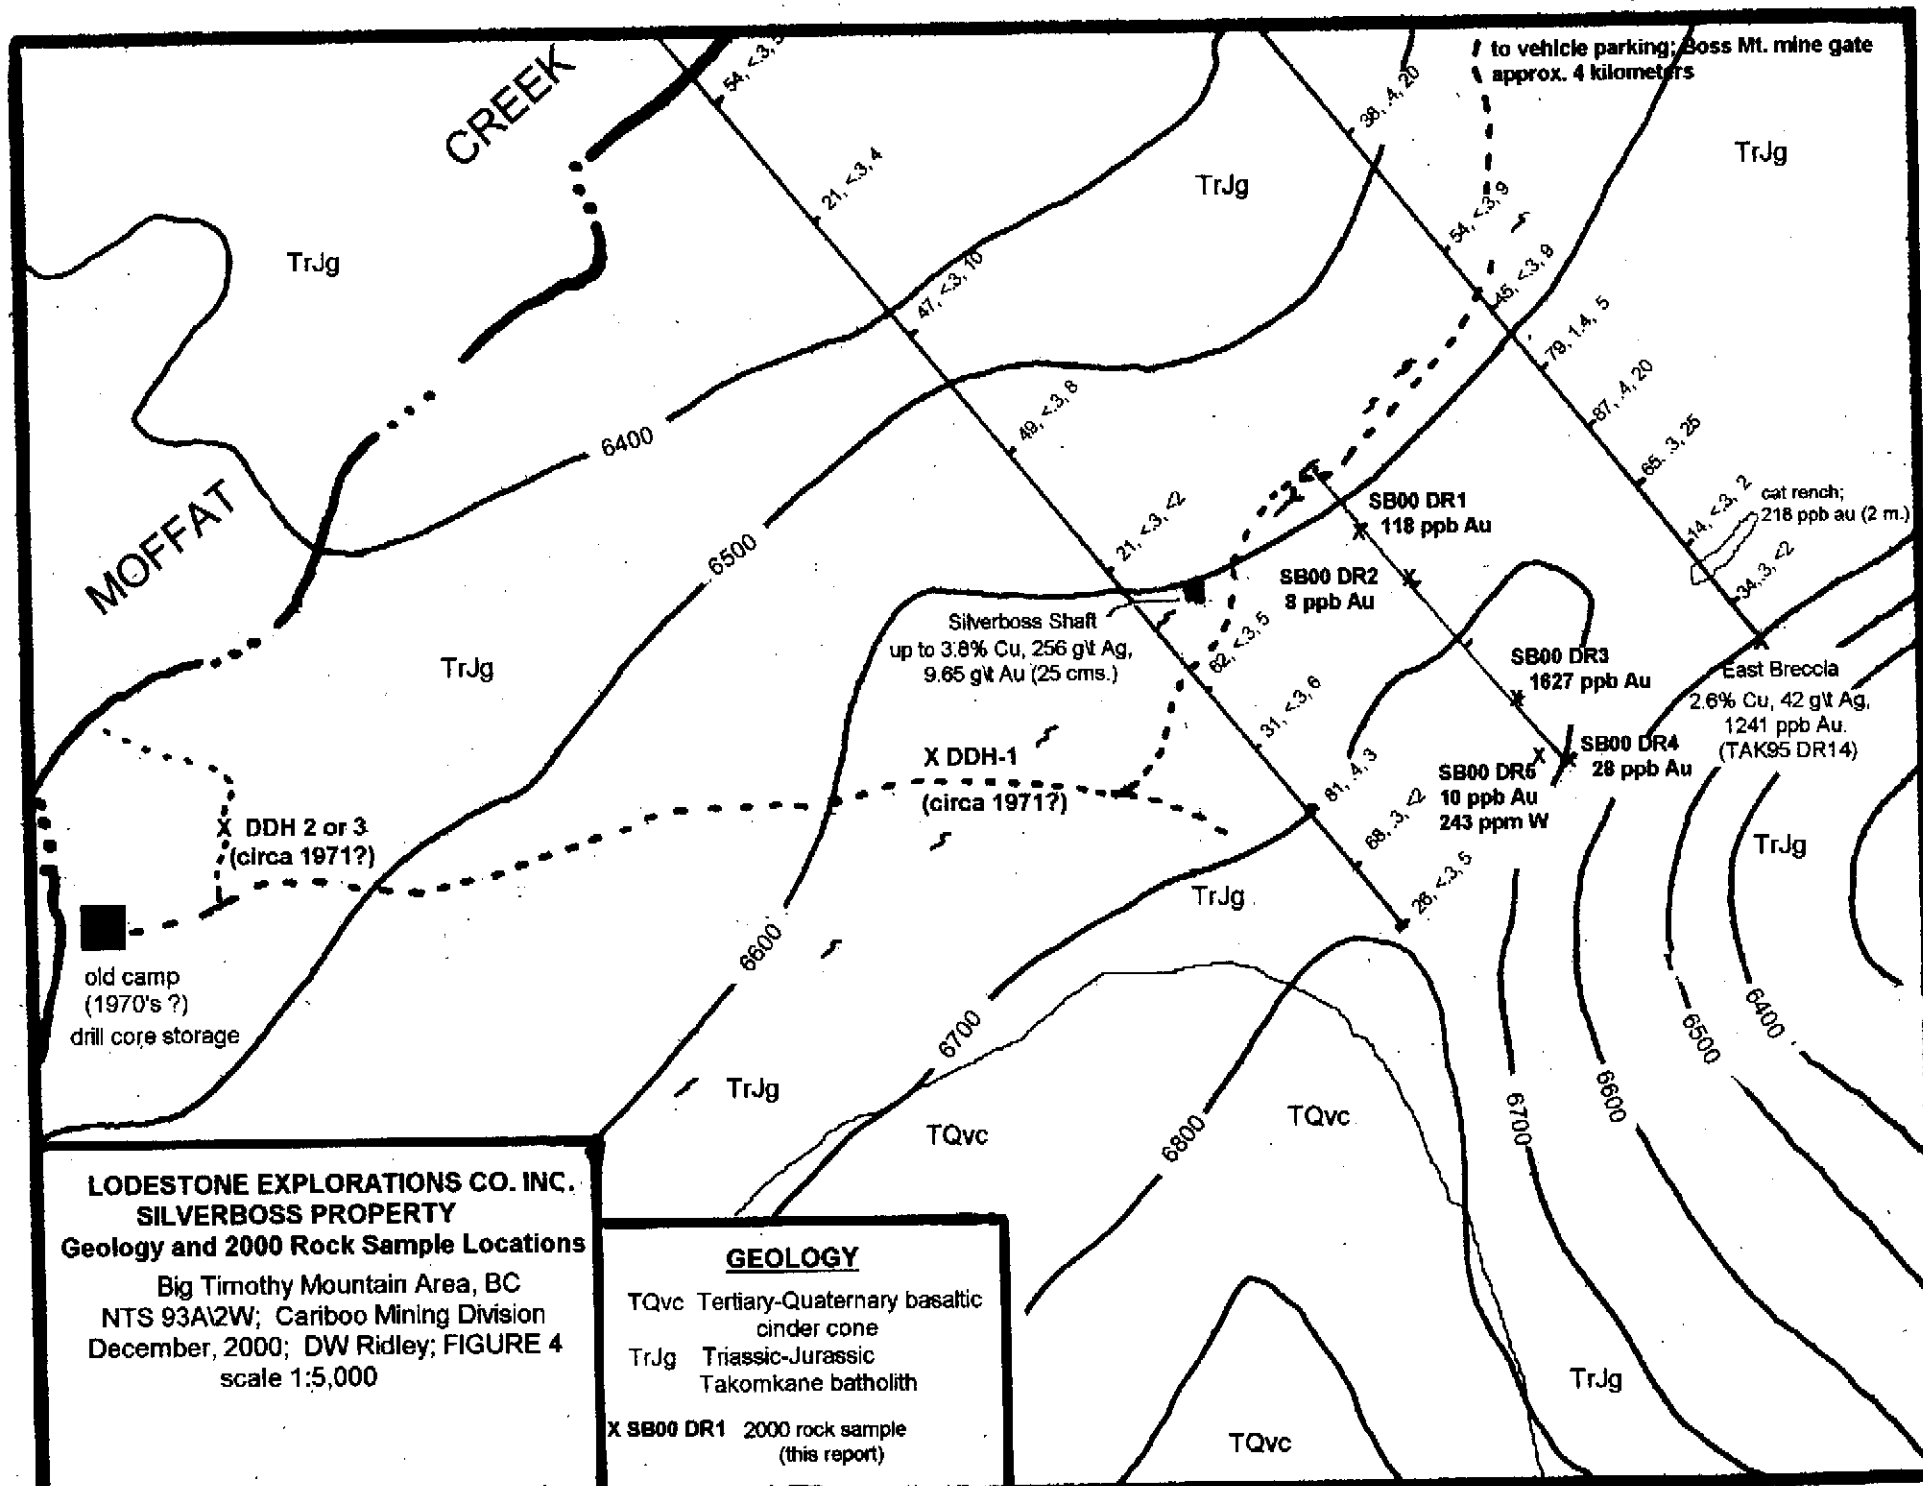 to vehicle parking; Boss Mt. mine gate
approx. 4 kilometers
CREEK
54, <.3, 5
38, .4, 20
TrJg
21, <.3, 4
TrJg
54, <.3, 9
TrJg
47, <.3, 10
45, <.3, 9
79, 1.4, 5
49, <.3, 8
87, .4, 20
6400
65, .3, 25
MOFFAT
6500
21, <.3, <2
SB00 DR1
118 ppb Au
14, <.3, 2
cat rench;
218 ppb au (2 m.)
SB00 DR2
8 ppb Au
34, .3, <2
Silverboss Shaft
up to 3.8% Cu, 256 g\t Ag,
9.65 g\t Au (25 cms.)
62, <.3, 5
TrJg
SB00 DR3
1627 ppb Au
East Breccia
2.6% Cu, 42 g\t Ag,
1241 ppb Au.
(TAK95 DR14)
31, <.3, 6
X DDH-1
(circa 1971?)
SB00 DR4
28 ppb Au
SB00 DR5
10 ppb Au
243 ppm W
81, .4, 3
68, .3, <2
X DDH 2 or 3
(circa 1971?)
TrJg
26, <.3, 5
TrJg
old camp
(1970's ?)
drill core storage
6600
6700
6400
6500
6600
6700
6800
TrJg
TQvc
TQvc
LODESTONE EXPLORATIONS CO. INC.
SILVERBOSS PROPERTY
Geology and 2000 Rock Sample Locations
Big Timothy Mountain Area, BC
NTS 93A\2W; Cariboo Mining Division
December, 2000; DW Ridley; FIGURE 4
scale 1:5,000
GEOLOGY
TQvc Tertiary-Quaternary basaltic
cinder cone
TrJg Triassic-Jurassic
Takomkane batholith
X SB00 DR1 2000 rock sample
(this report)
TrJg
TQvc